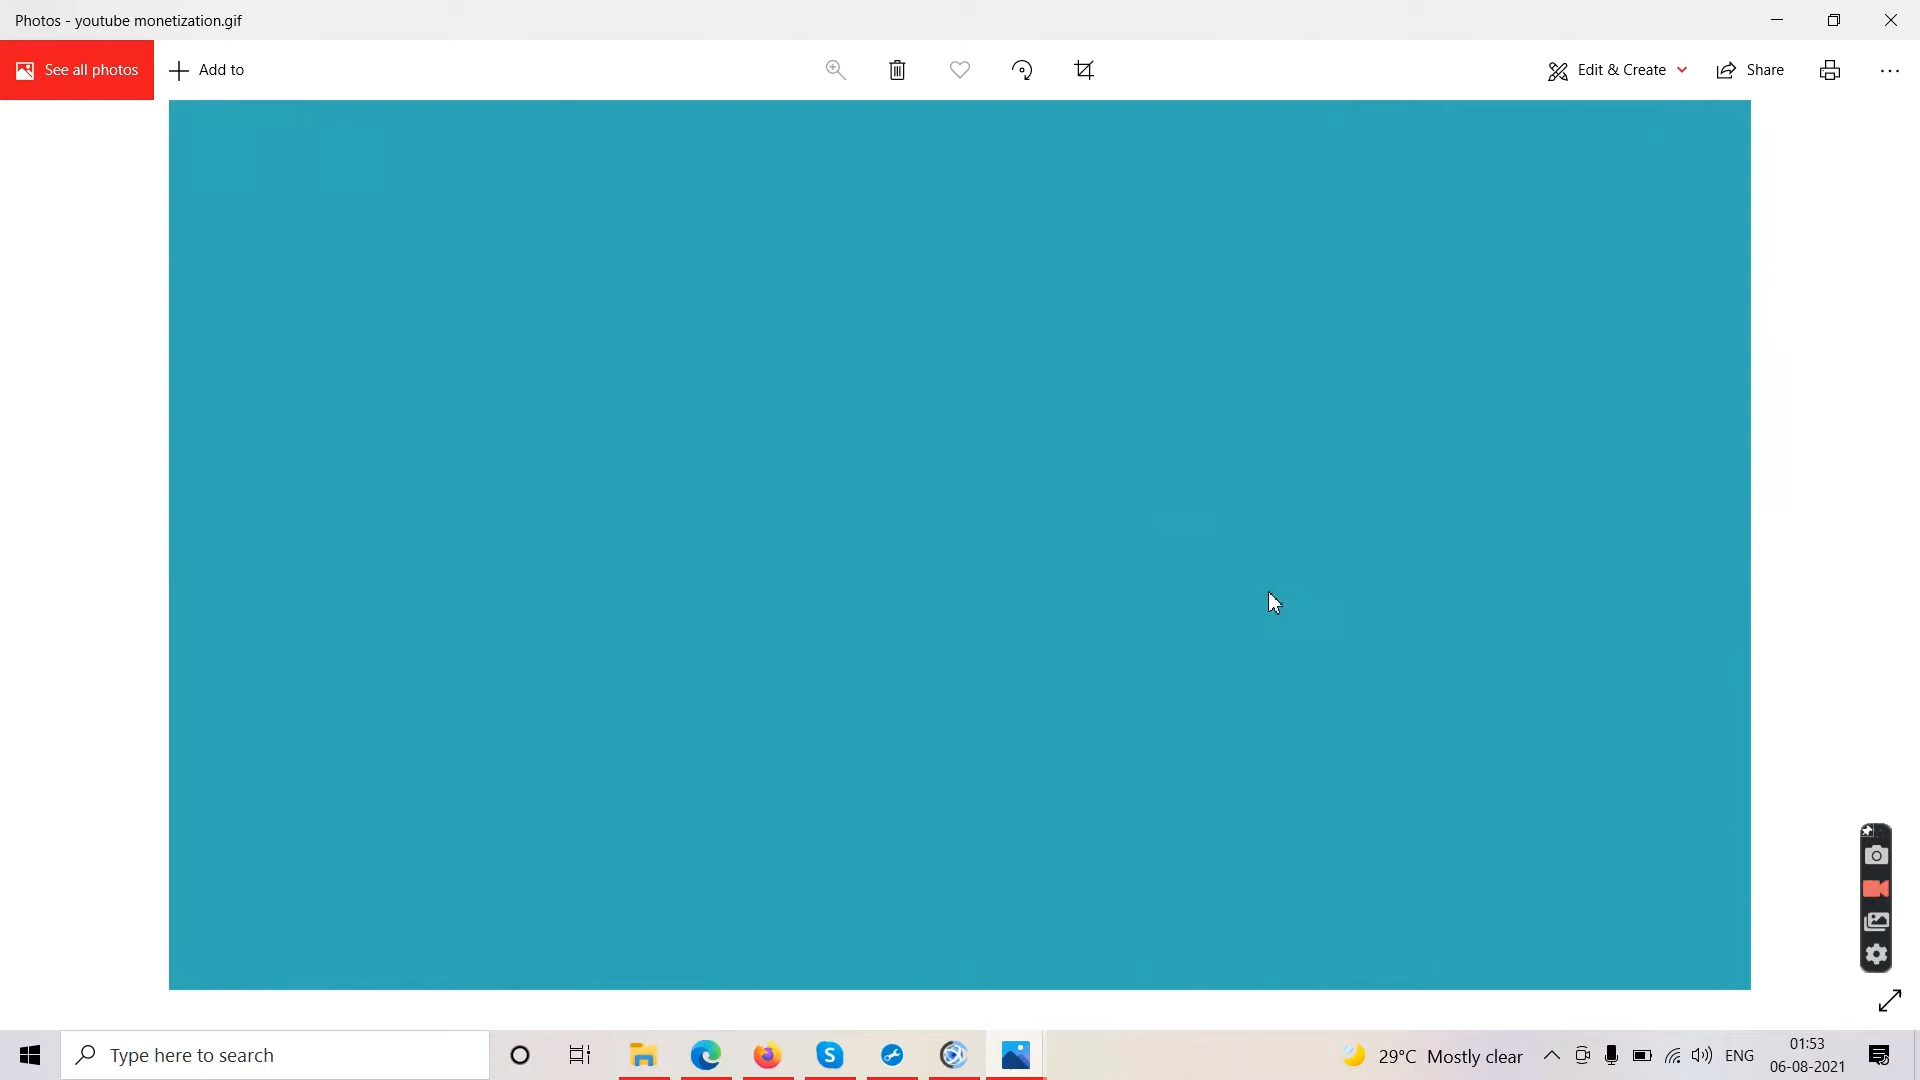 Photos - youtube monetization.gif
See all photos
Add to
Edit & Create
Share
Type here to search
29°C Mostly clear
ENG
01:53
06-08-2021